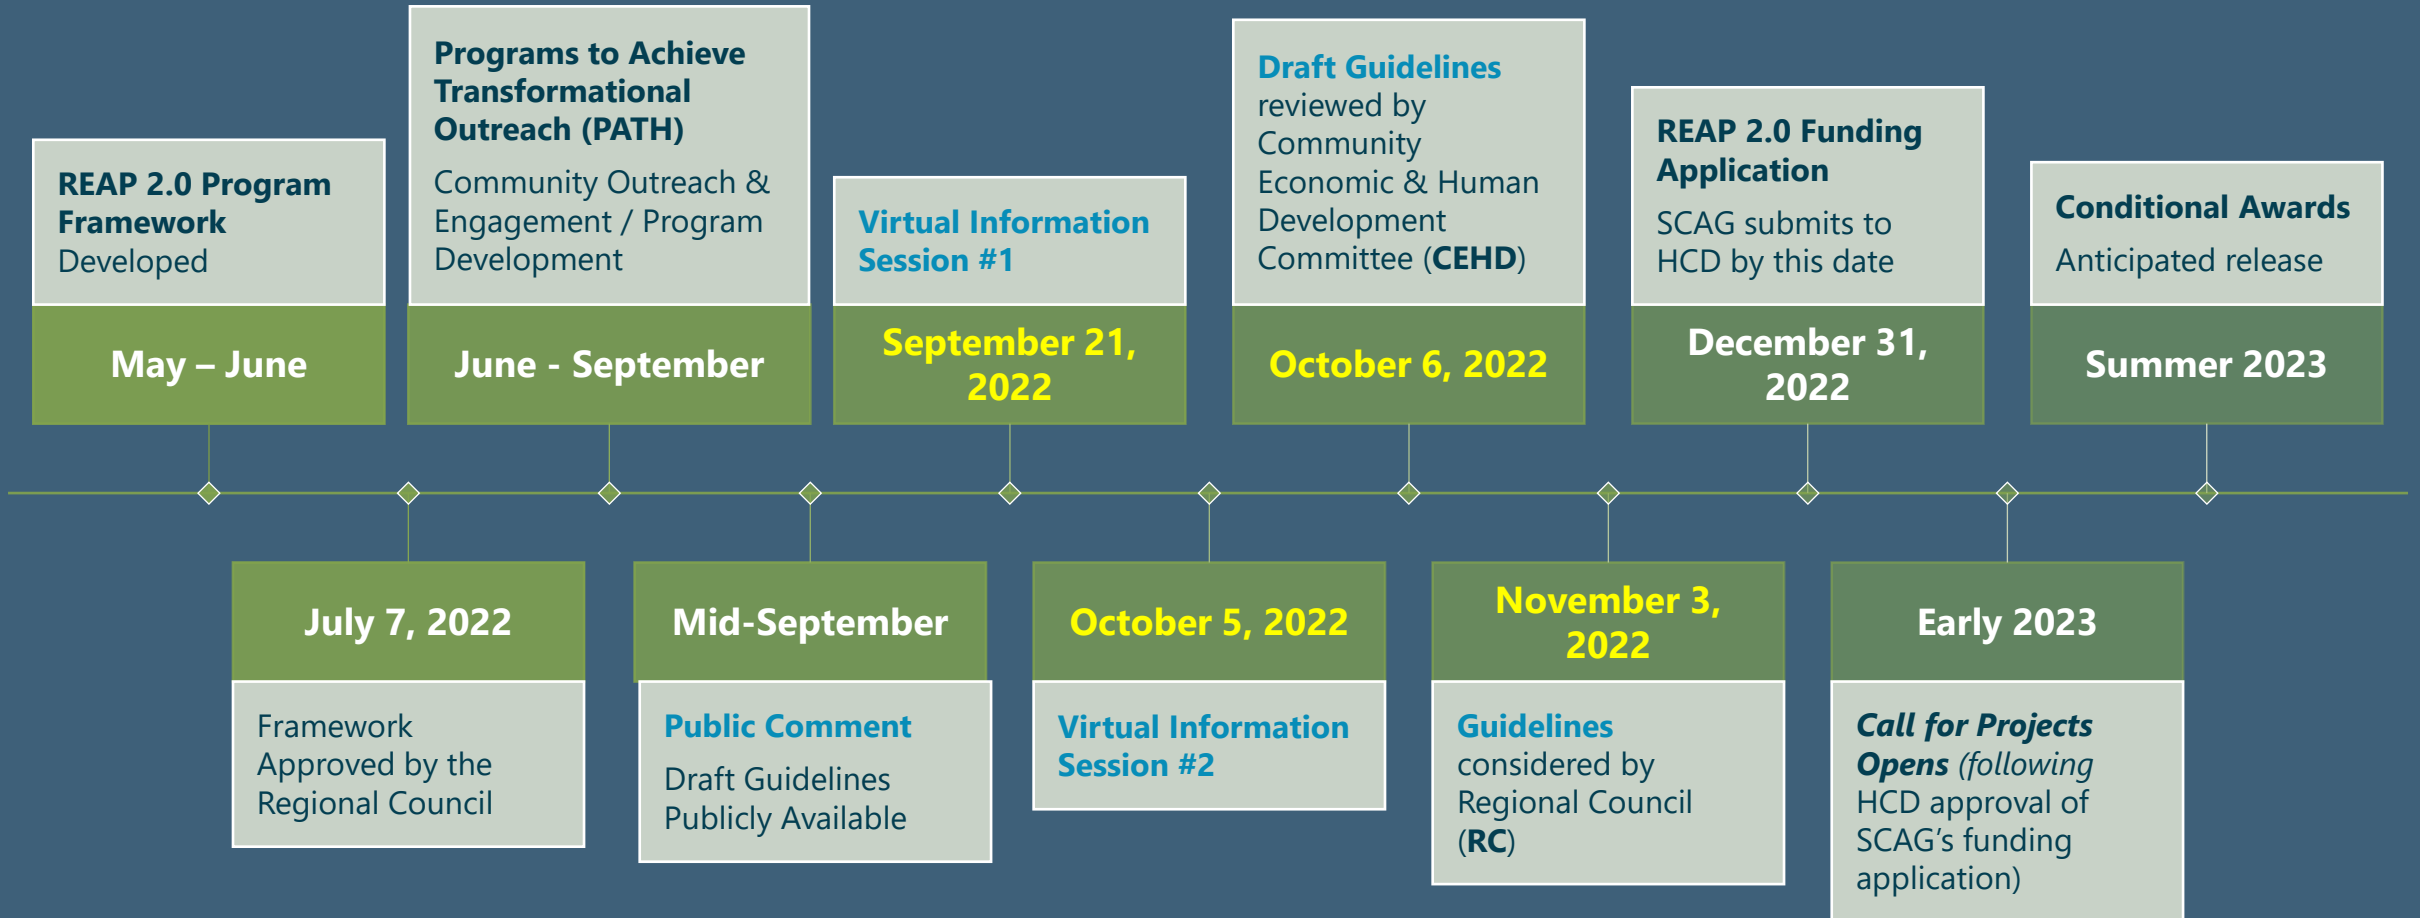 REAP 2.0 Program
Framework
Developed
May – June
July 7, 2022
Framework
Approved by the
Regional Council
Programs to Achieve
Transformational
Outreach (PATH)
Community Outreach &
Engagement / Program
Development
June - September
Mid-September
Public Comment
Draft Guidelines
Publicly Available
Virtual Information
Session #1
September 21,
2022
October 5, 2022
Virtual Information
Session #2
Draft Guidelines
reviewed by
Community
Economic & Human
Development
Committee (CEHD)
October 6, 2022
November 3,
2022
Guidelines
considered by
Regional Council
(RC)
REAP 2.0 Funding
Application
SCAG submits to
HCD by this date
December 31,
2022
Early 2023
Call for Projects
Opens (following
HCD approval of
SCAG’s funding
application)
Conditional Awards
Anticipated release
Summer 2023